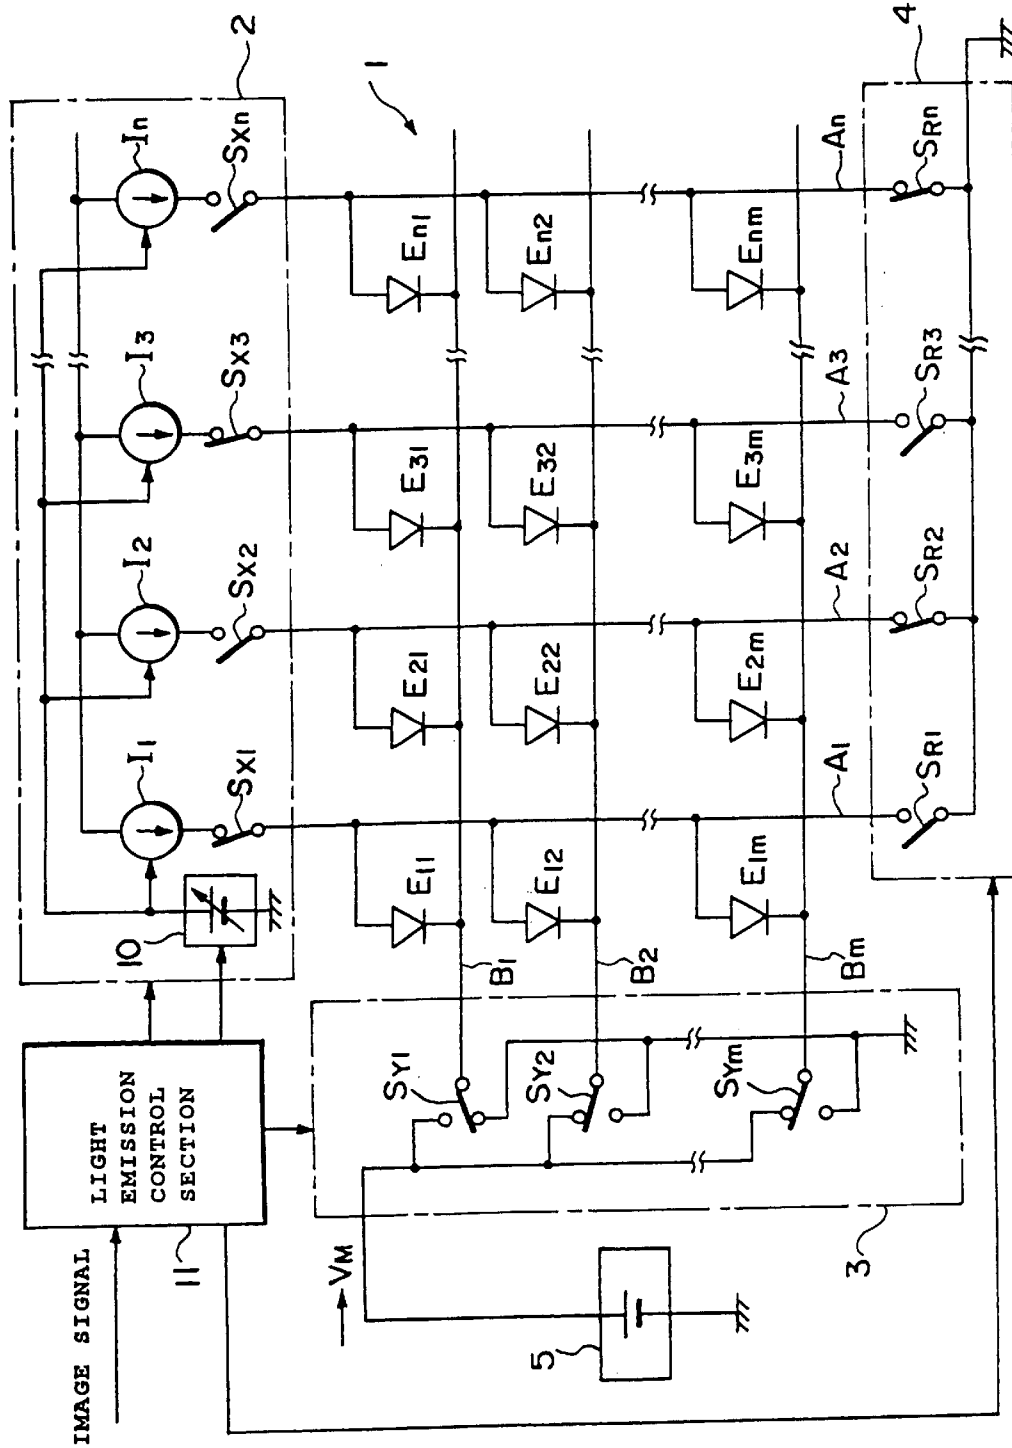 2
1
4
In
I3
I2
I1
SXn
SX3
SX2
SX1
10
En1
En2
Enm
An
SRn
E31
E32
E3m
A3
SR3
E21
E22
E2m
A2
SR2
E11
E12
E1m
A1
SR1
B1
B2
Bm
SY1
SY2
SYm
3
LIGHT
EMISSION
CONTROL
SECTION
11
IMAGE SIGNAL
VM
5